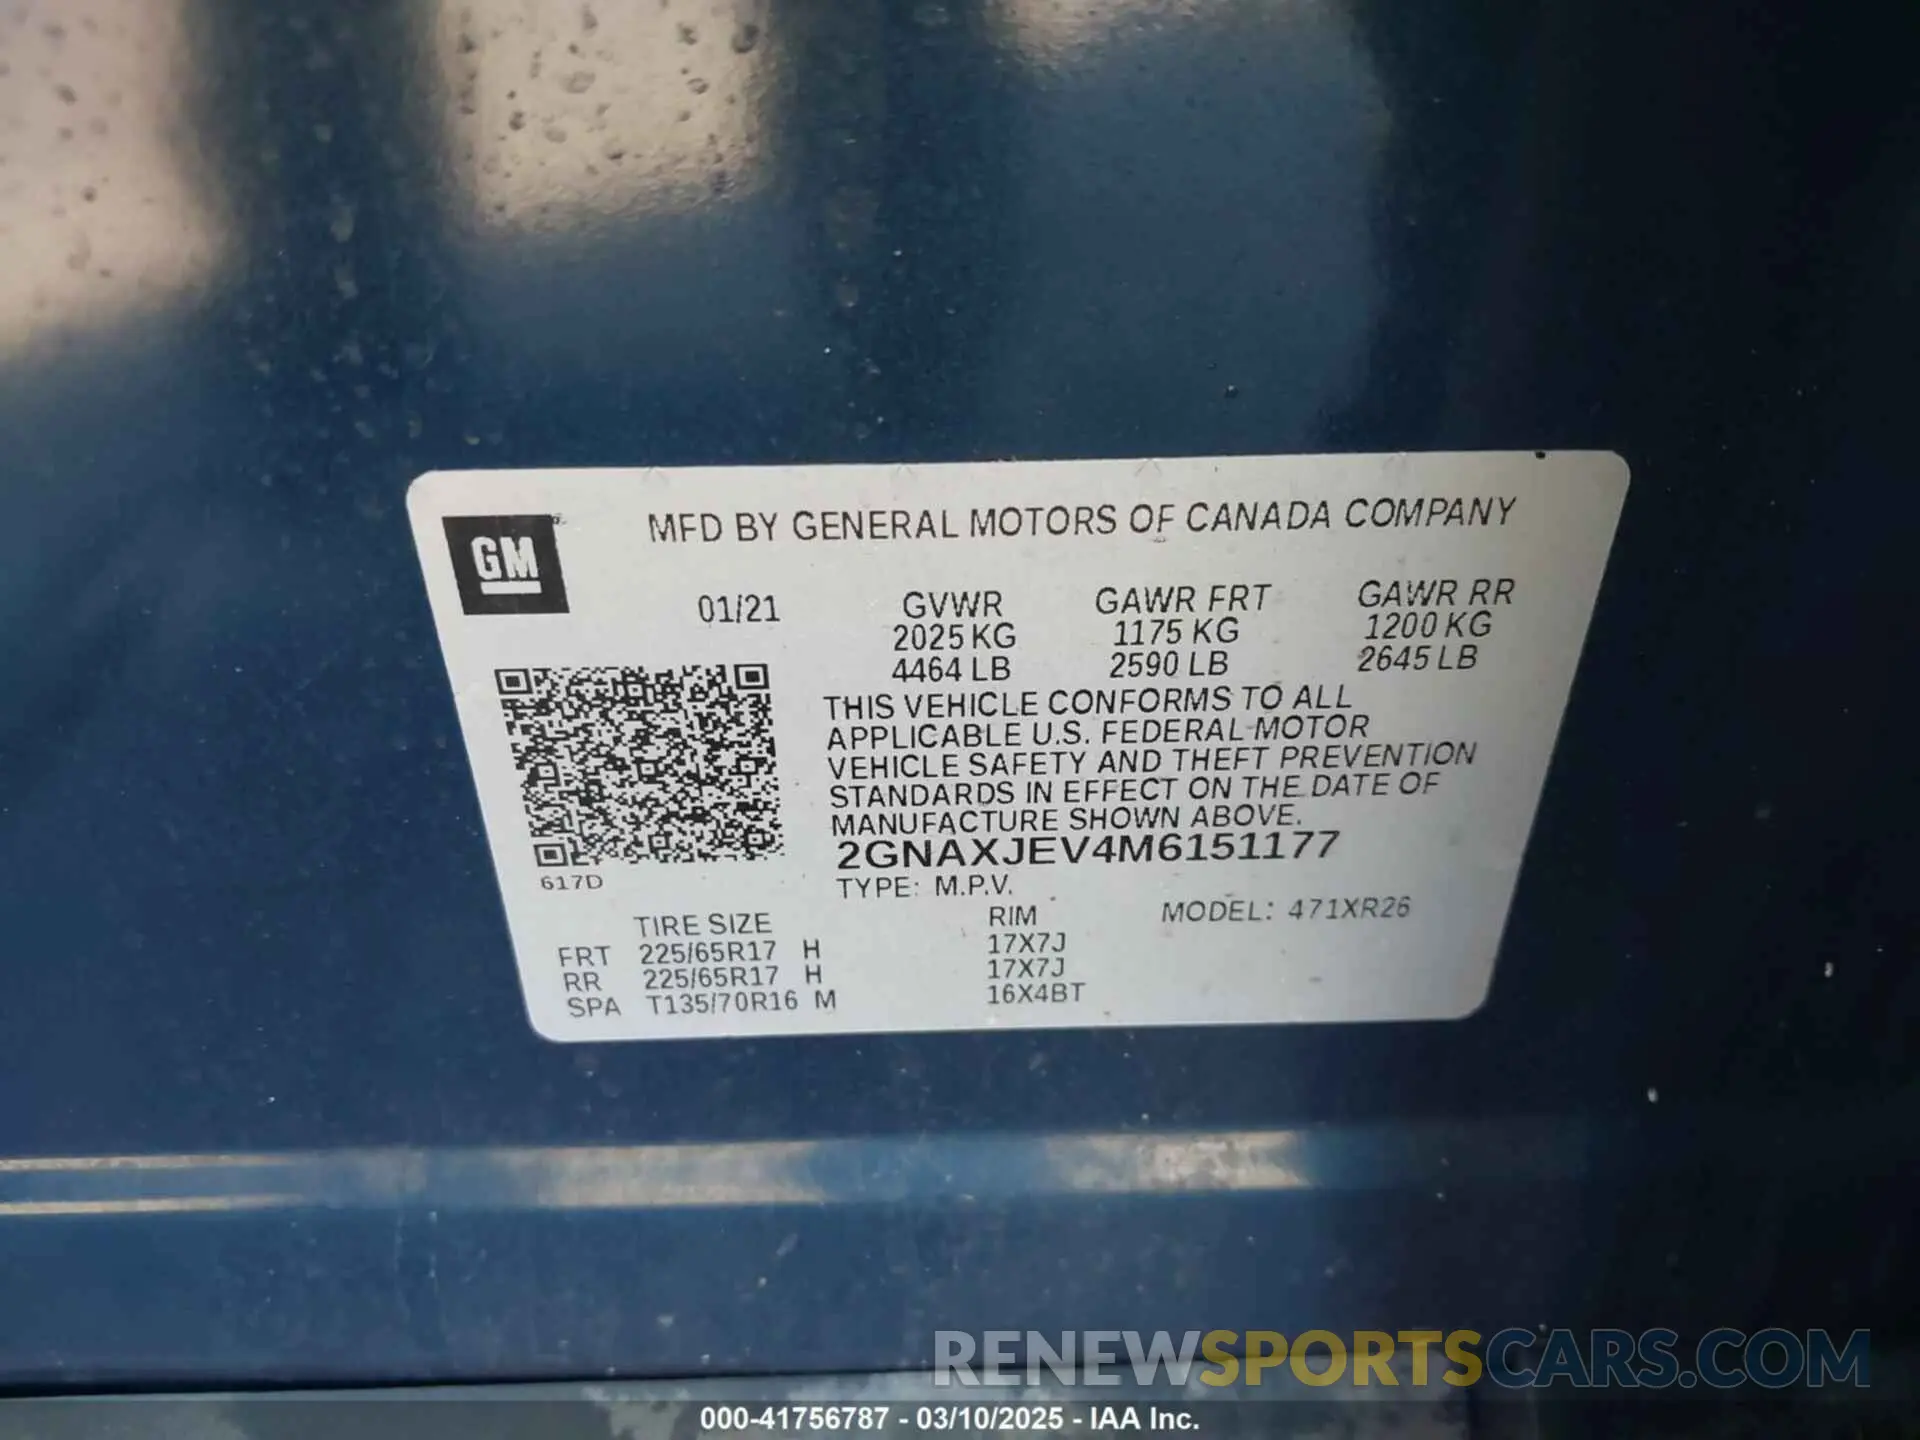 MFD BY GENERAL MOTORS OF CANADA COMPANY
GM
01/21
GVWR GAWR FRT GAWR RR
2025 KG 1175 KG 1200 KG
4464 LB 2590 LB 2645 LB
THIS VEHICLE CONFORMS TO ALL
APPLICABLE U.S. FEDERAL MOTOR
VEHICLE SAFETY AND THEFT PREVENTION
STANDARDS IN EFFECT ON THE DATE OF
MANUFACTURE SHOWN ABOVE.
2GNAXJEV4M6151177
617D
TYPE: M.P.V.
TIRE SIZE RIM MODEL: 471XR26
FRT 225/65R17 H 17X7J
RR 225/65R17 H 17X7J
SPA T135/70R16 M 16X4BT
RENEWSPORTSCARS.COM
000-41756787 - 03/10/2025 - IAA Inc.